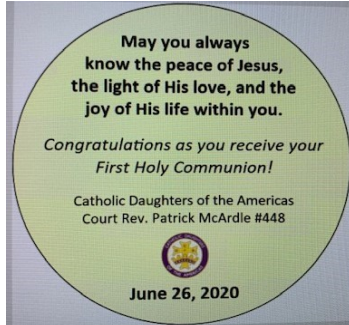 May you always
know the peace of Jesus,
the light of His love, and the
joy of His life within you.
Congratulations as you receive your
First Holy Communion!
Catholic Daughters of the Americas
Court Rev. Patrick McArdle #448
June 26, 2020